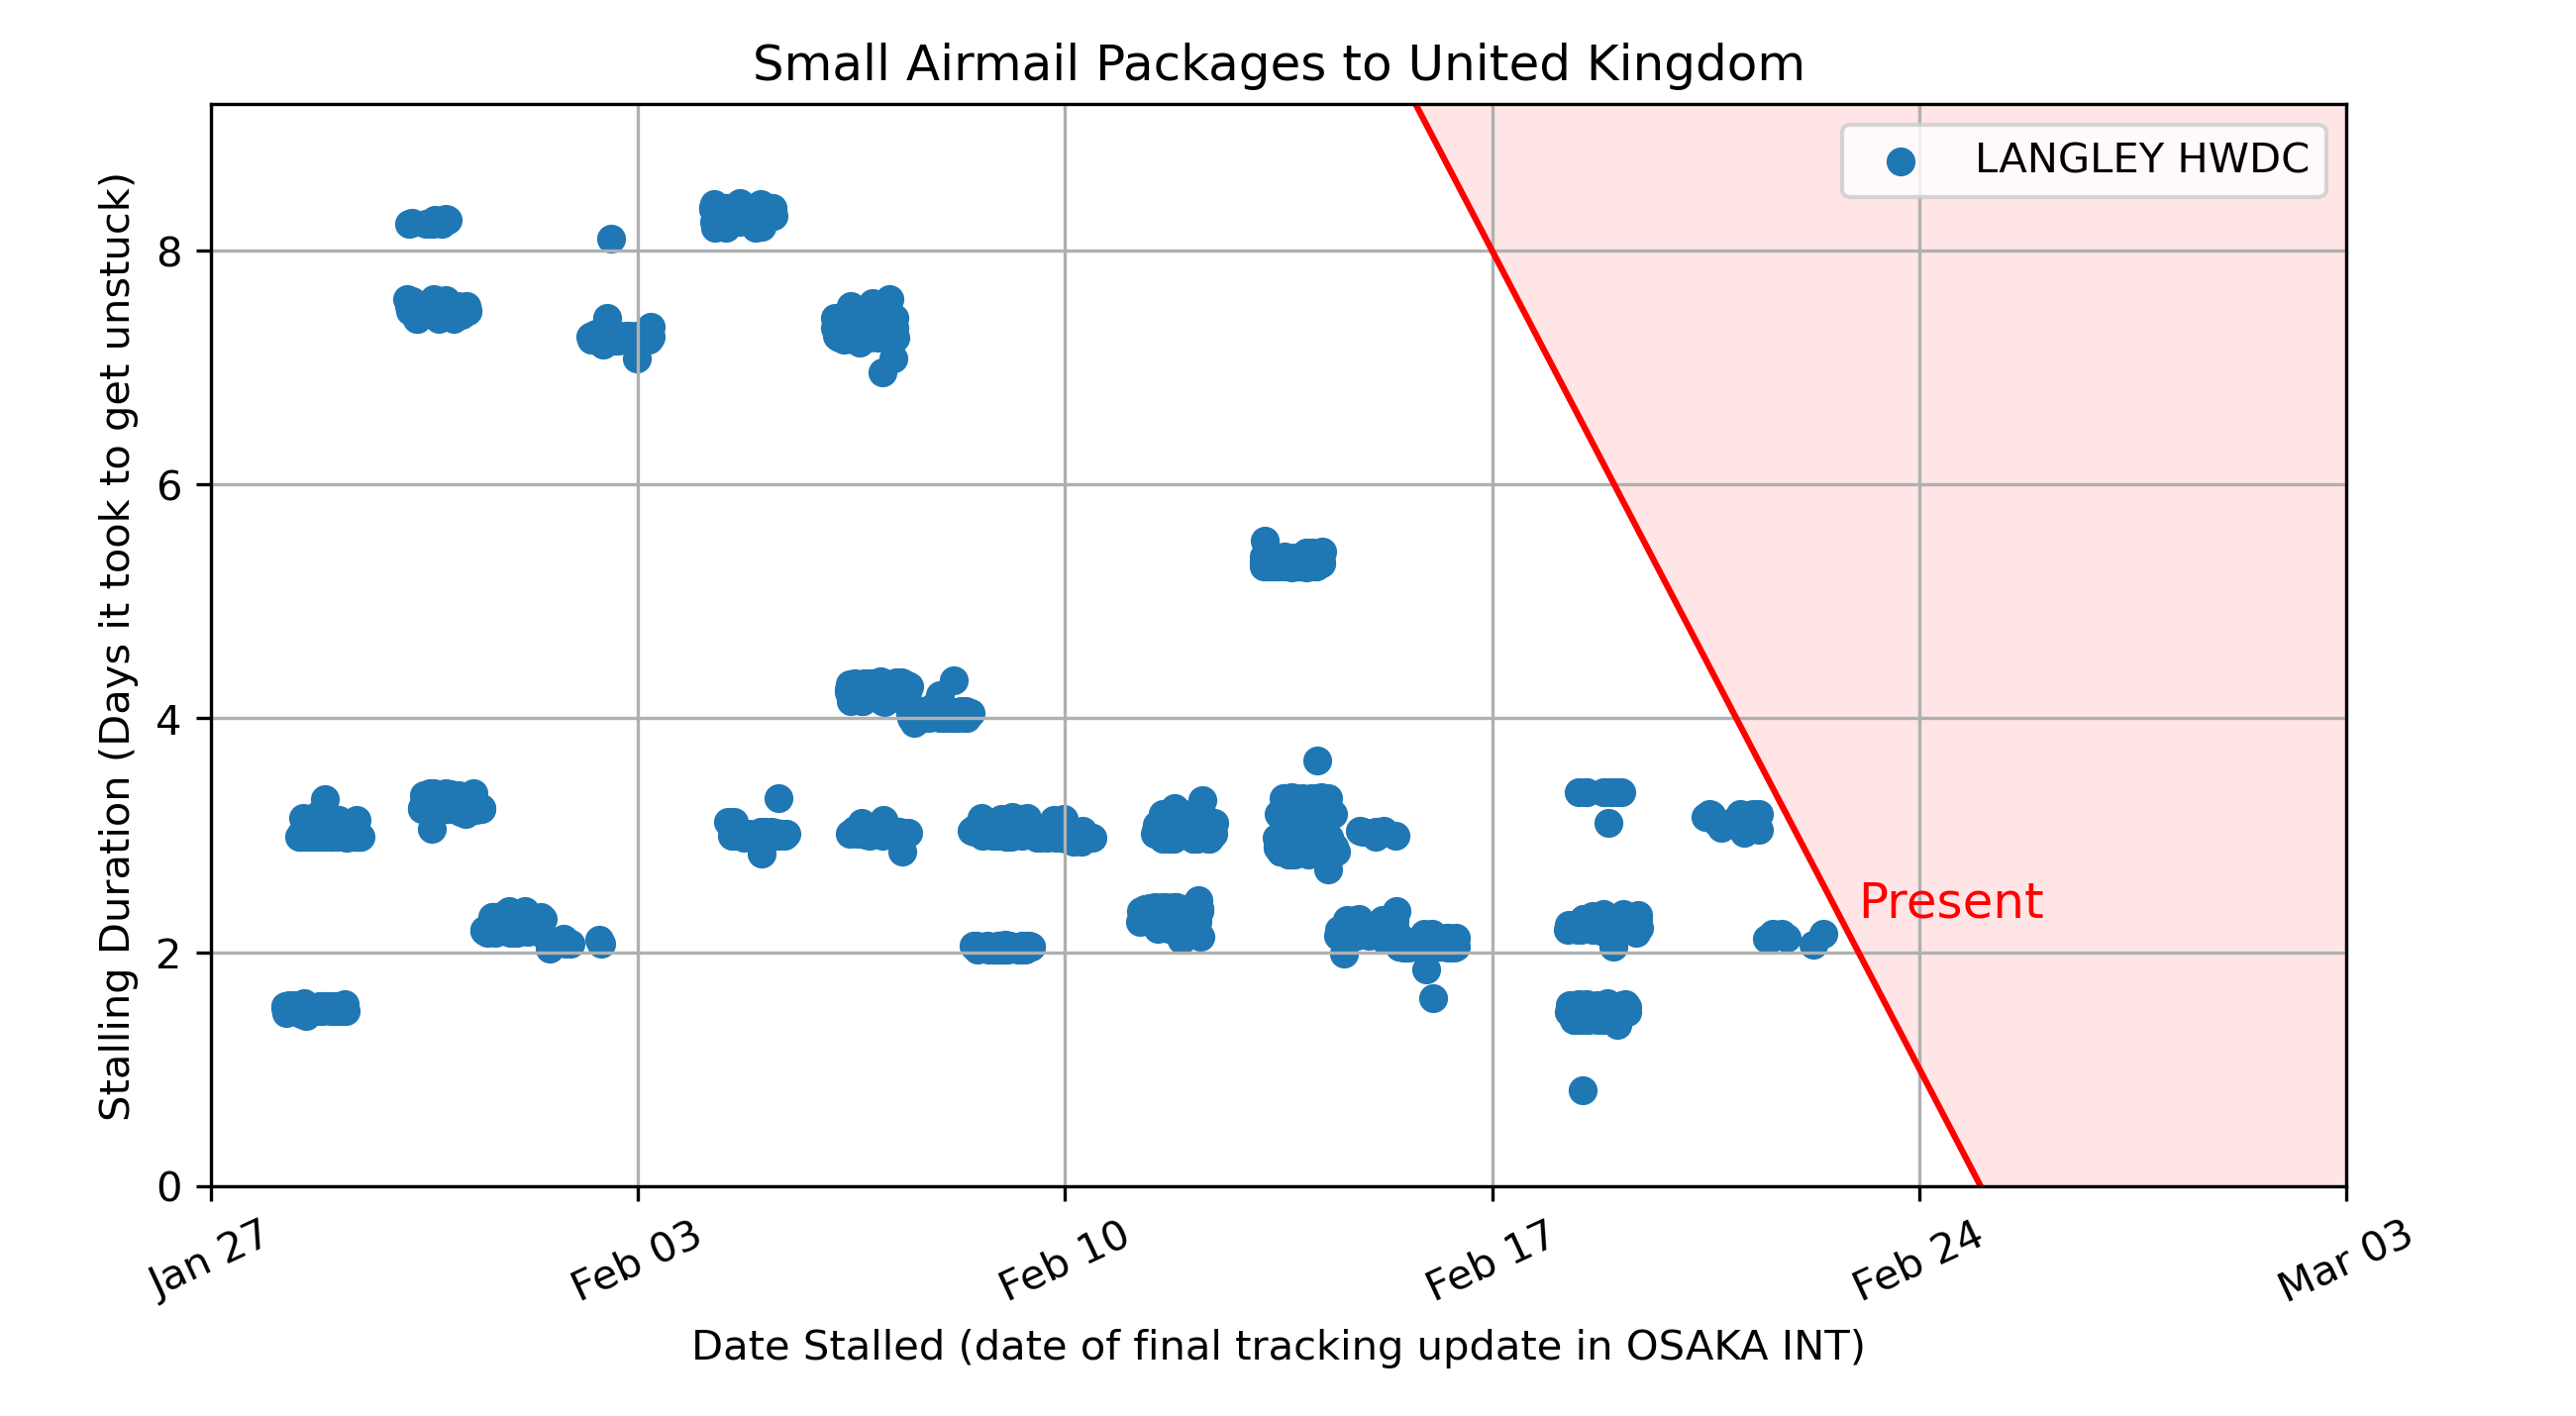 Small Airmail Packages to United Kingdom
LANGLEY HWDC
Stalling Duration (Days it took to get unstuck)
8
6
4
2
0
Present
Jan 27
Feb 03
Feb 10
Feb 17
Feb 24
Mar 03
Date Stalled (date of final tracking update in OSAKA INT)